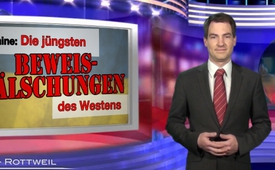 ine: Die jüngsten
BEWEIS-
ÄLSCHUNGEN
des Westens
- ROTTWEIL